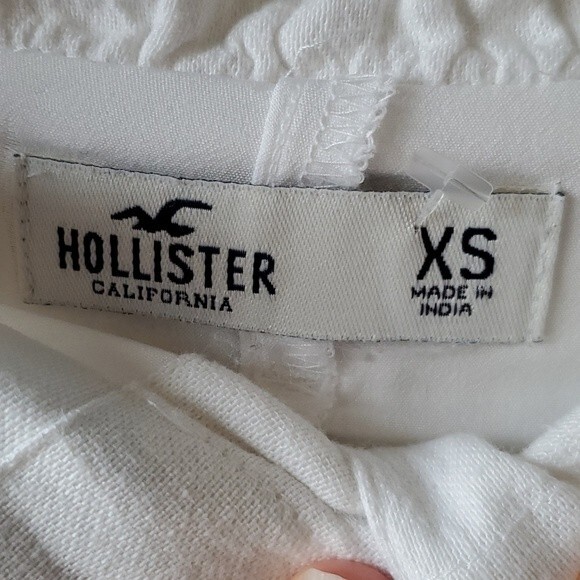 HOLLISTER
CALIFORNIA
XS
MADE IN
INDIA